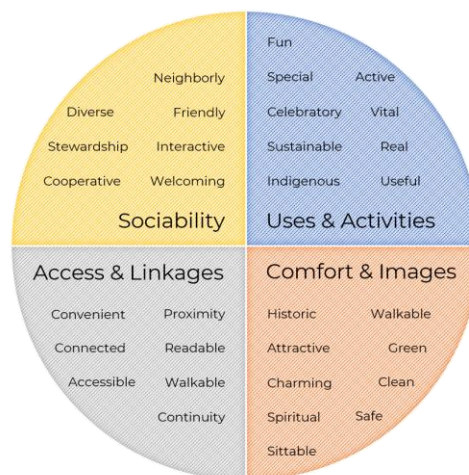 Neighborly
Diverse Friendly
Stewardship Interactive
Cooperative Welcoming
Sociability
Fun
Special Active
Celebratory Vital
Sustainable Real
Indigenous Useful
Uses & Activities
Access & Linkages
Convenient Proximity
Connected Readable
Accessible Walkable
Continuity
Comfort & Images
Historic Walkable
Attractive Green
Charming Clean
Spiritual Safe
Sittable